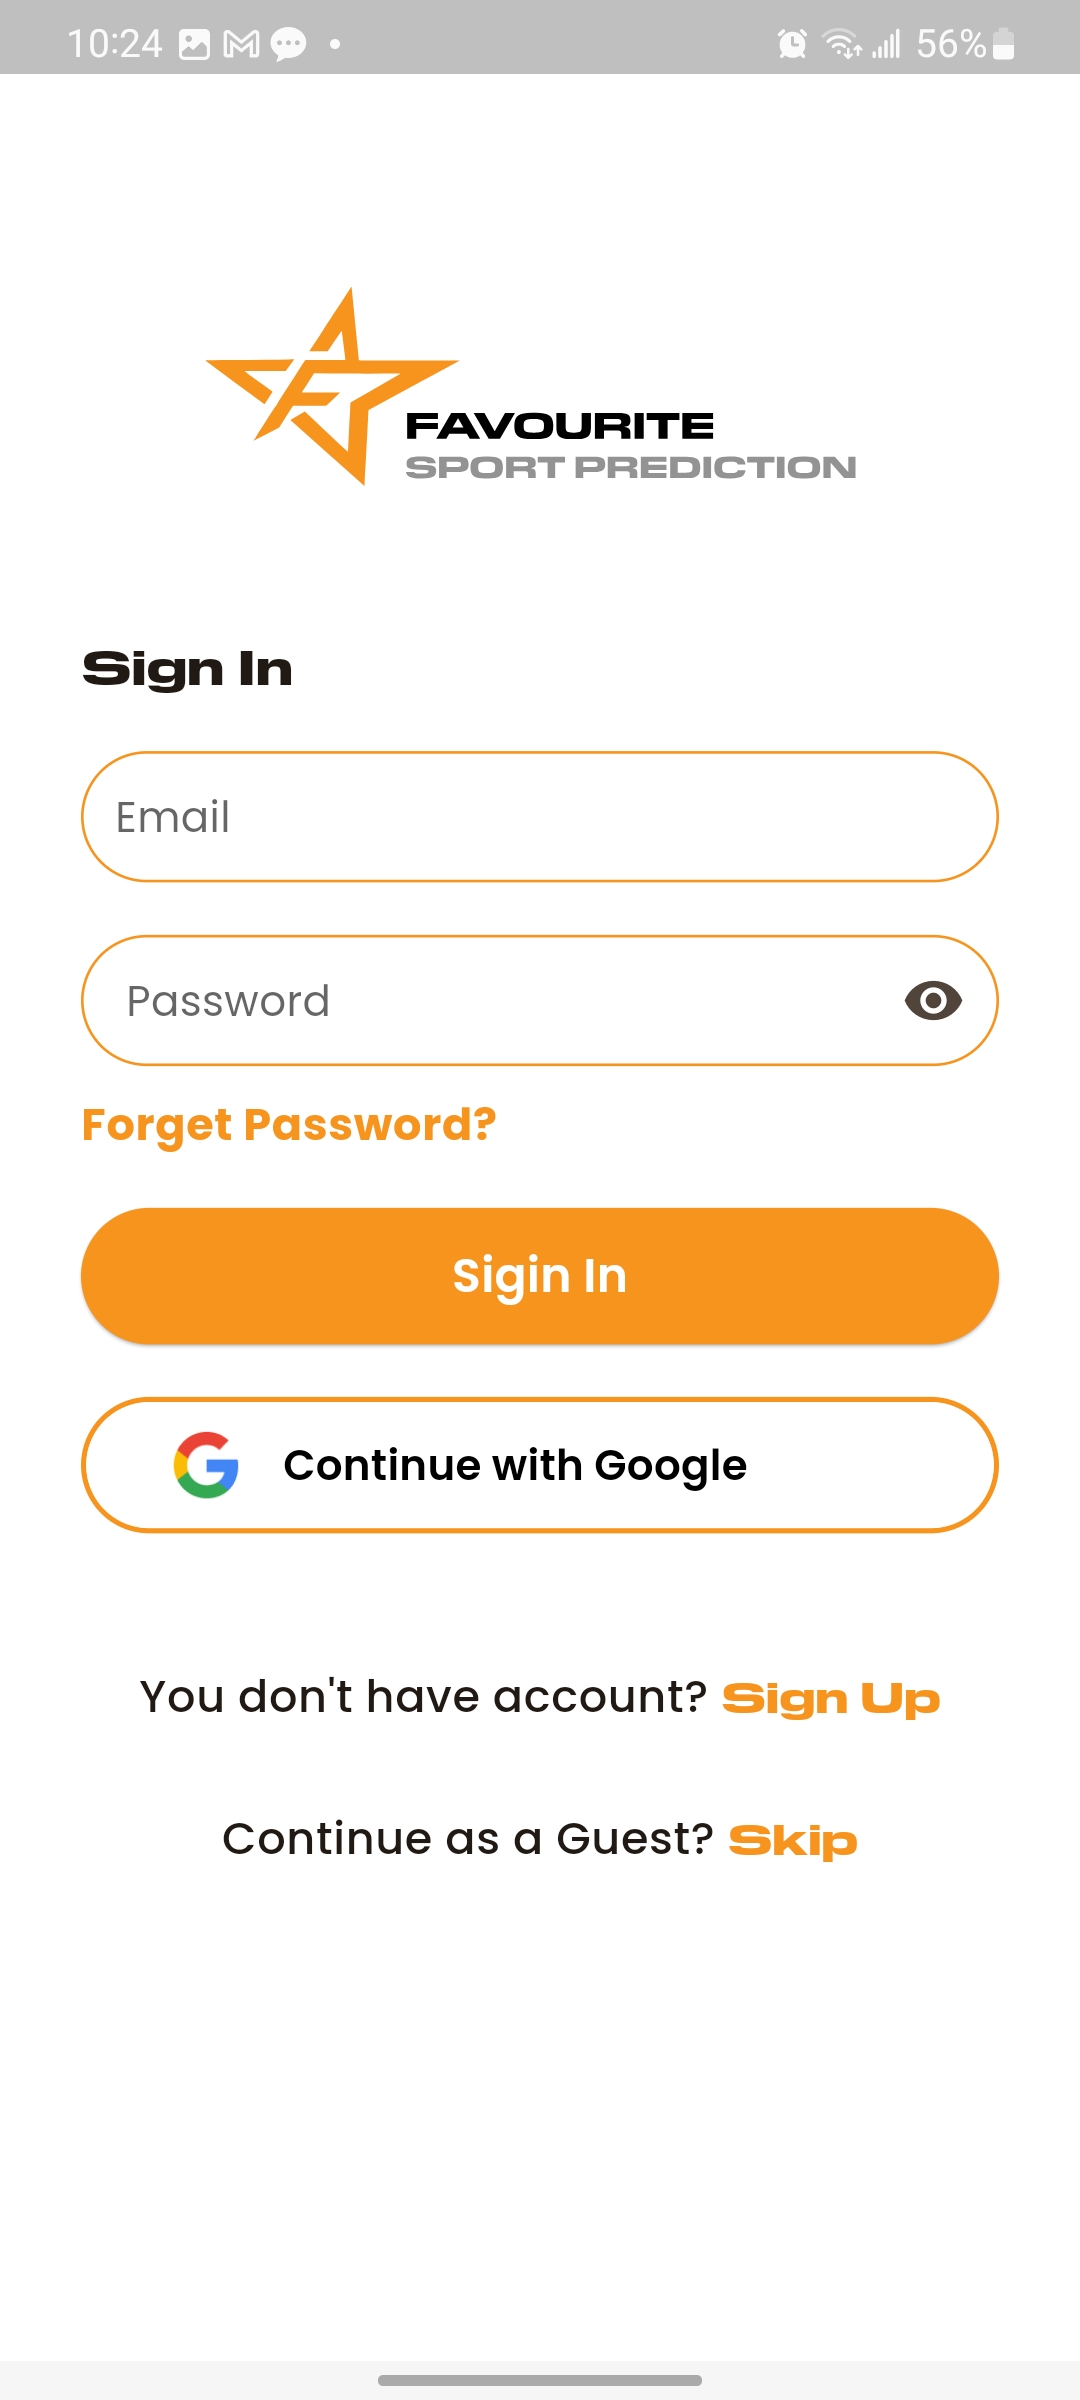 10:24 56%
FAVOURITE
SPORT PREDICTION
Sign In
Email
Password
Forget Password?
Sigin In
Continue with Google
You don't have account? Sign Up
Continue as a Guest? Skip